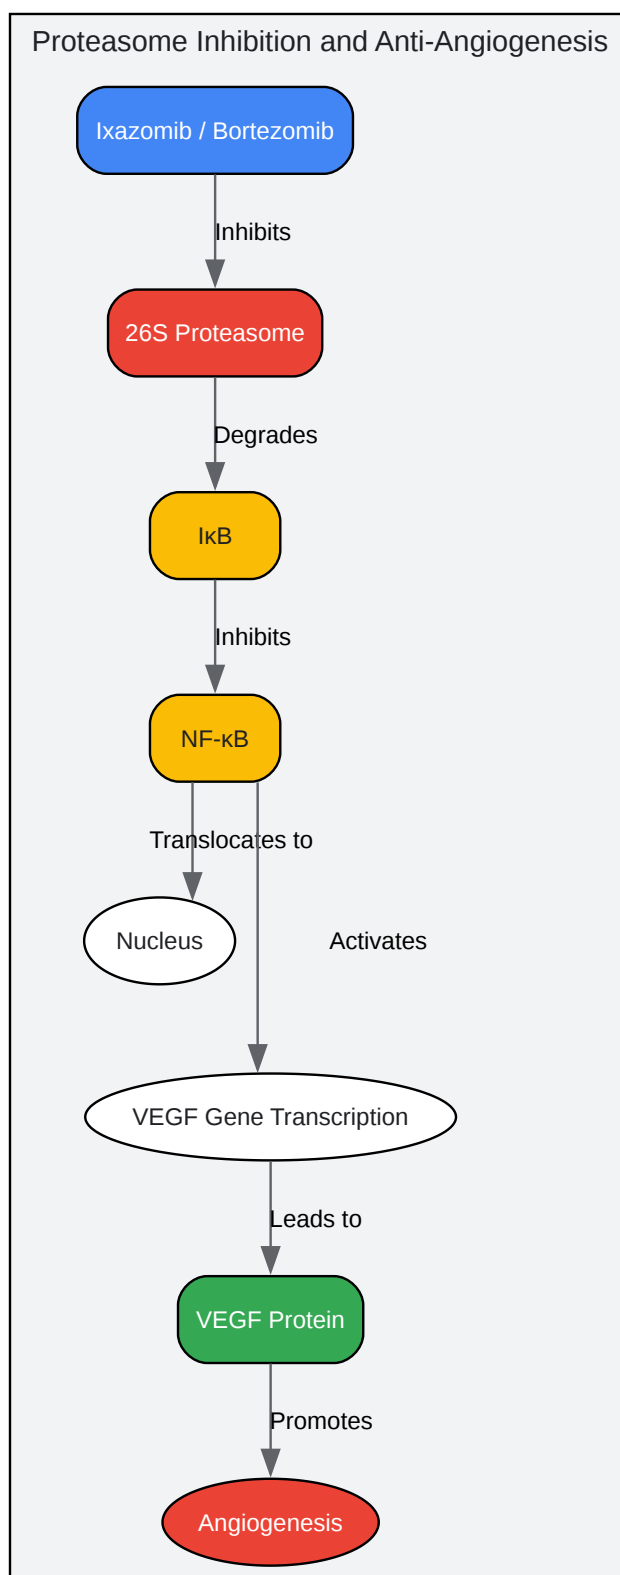 Proteasome Inhibition and Anti-Angiogenesis
Ixazomib / Bortezomib
Inhibits
26S Proteasome
Degrades
IκB
Inhibits
NF-κB
Translocates to
Nucleus
Activates
VEGF Gene Transcription
Leads to
VEGF Protein
Promotes
Angiogenesis